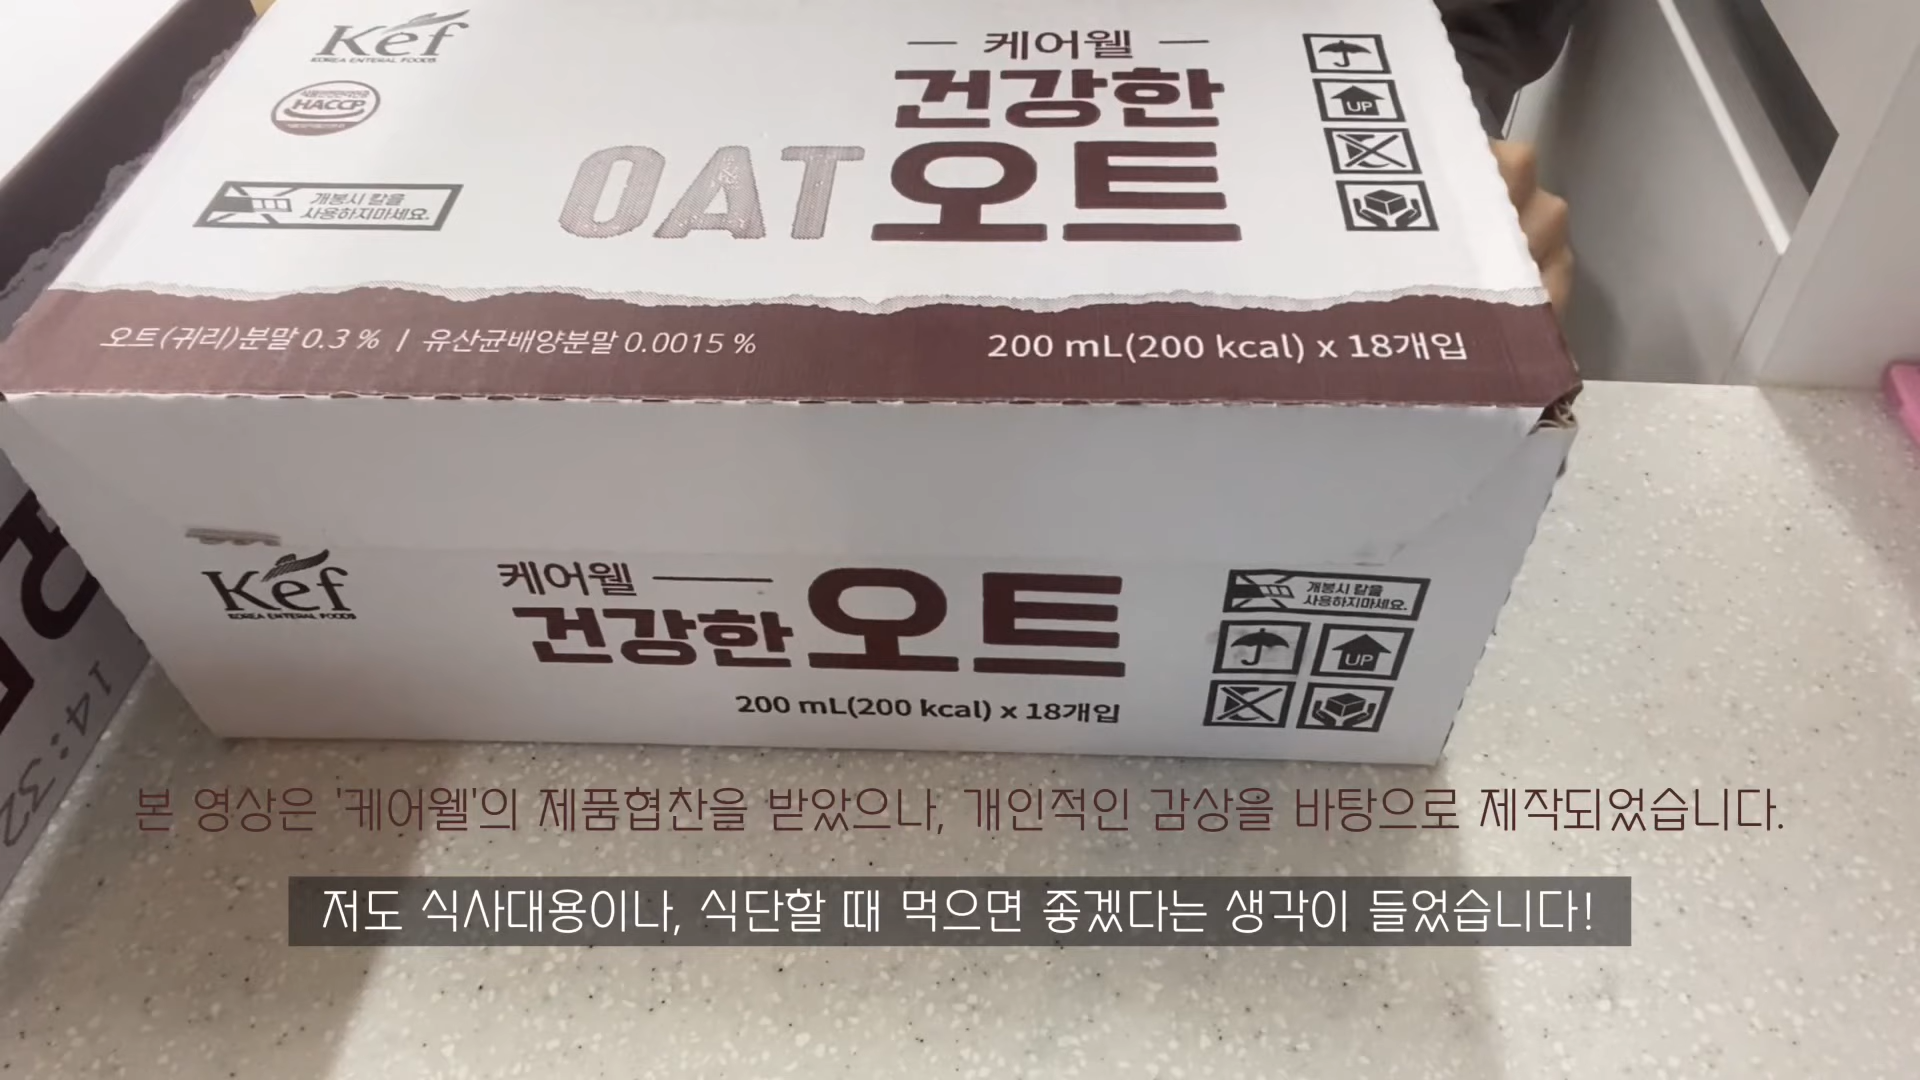 Kef
KOREA ENTERAL FOODS
HACCP
케어웰
건강한
OAT 오트
UP
개봉시 칼을
사용하지마세요.
오트(귀리)분말 0.3 % | 유산균배양분말 0.0015 %
200 mL(200 kcal) x 18개입
Kef
KOREA ENTERAL FOODS
케어웰
건강한 오트
200 mL(200 kcal) x 18개입
개봉시 칼을
사용하지마세요.
UP
14:32
본 영상은 '케어웰'의 제품협찬을 받았으나, 개인적인 감상을 바탕으로 제작되었습니다.
저도 식사대용이나, 식단할 때 먹으면 좋겠다는 생각이 들었습니다!